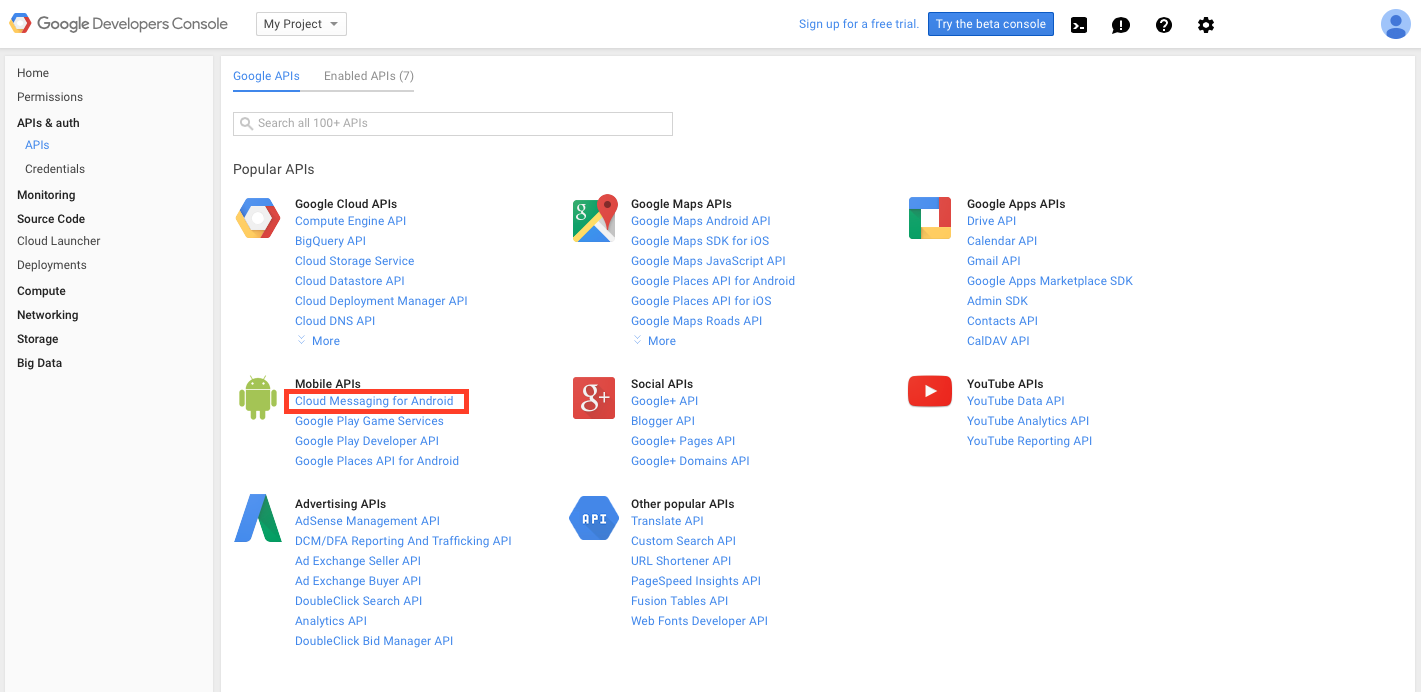 Google Developers Console
My Project
Sign up for a free trial.
Try the beta console
Home
Permissions
APIs & auth
APIs
Credentials
Monitoring
Source Code
Cloud Launcher
Deployments
Compute
Networking
Storage
Big Data
Google APIs
Enabled APIs (7)
Search all 100+ APIs
Popular APIs
Google Cloud APIs
Compute Engine API
BigQuery API
Cloud Storage Service
Cloud Datastore API
Cloud Deployment Manager API
Cloud DNS API
More
g
Google Maps APIs
Google Maps Android API
Google Maps SDK for iOS
Google Maps JavaScript API
Google Places API for Android
Google Places API for iOS
Google Maps Roads API
More
Google Apps APIs
Drive API
Calendar API
Gmail API
Google Apps Marketplace SDK
Admin SDK
Contacts API
CalDAV API
Mobile APIs
Cloud Messaging for Android
Google Play Game Services
Google Play Developer API
Google Places API for Android
g+
Social APIs
Google+ API
Blogger API
Google+ Pages API
Google+ Domains API
YouTube APIs
YouTube Data API
YouTube Analytics API
YouTube Reporting API
Advertising APIs
AdSense Management API
DCM/DFA Reporting And Trafficking API
Ad Exchange Seller API
Ad Exchange Buyer API
DoubleClick Search API
Analytics API
DoubleClick Bid Manager API
API
Other popular APIs
Translate API
Custom Search API
URL Shortener API
PageSpeed Insights API
Fusion Tables API
Web Fonts Developer API